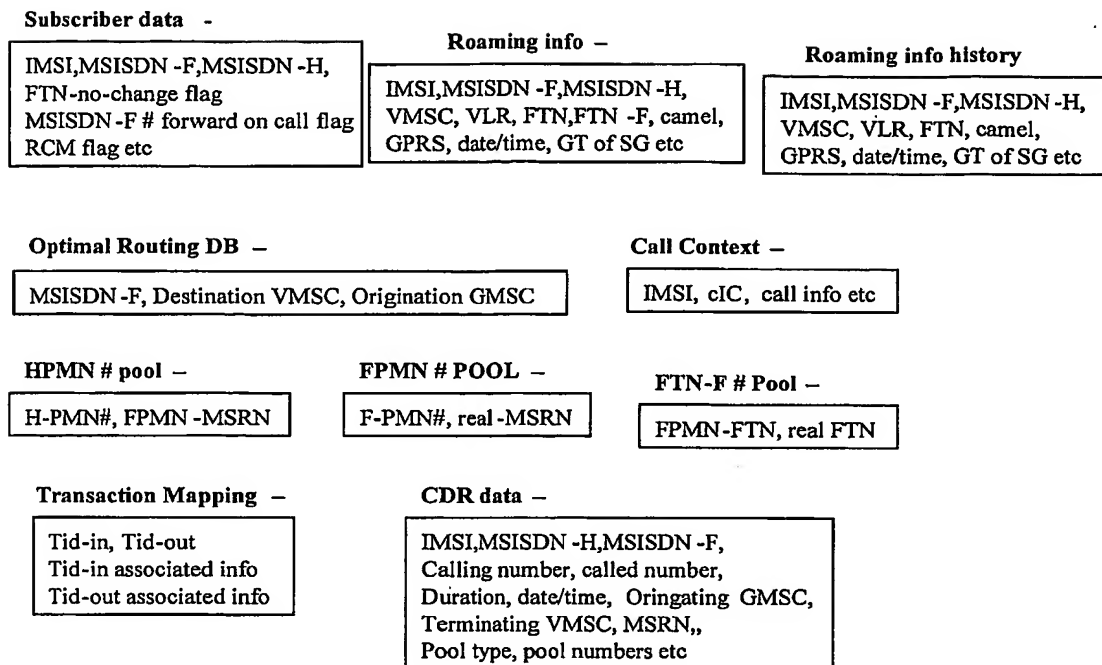 Subscriber data -
IMSI,MSISDN -F,MSISDN -H,
FTN-no-change flag
MSISDN-F # forward on call flag
RCM flag etc
Roaming info –
IMSI,MSISDN -F,MSISDN -H,
VMSC, VLR, FTN,FTN -F, camel,
GPRS, date/time, GT of SG etc
Roaming info history
IMSI,MSISDN -F,MSISDN -H,
VMSC, VLR, FTN, camel,
GPRS, date/time, GT of SG etc
Optimal Routing DB –
MSISDN -F, Destination VMSC, Origination GMSC
Call Context –
IMSI, cIC, call info etc
HPMN # pool –
H-PMN#, FPMN -MSRN
FPMN # POOL
F-PMN#, real -MSRN
FTN-F # Pool –
FPMN -FTN, real FTN
Transaction Mapping –
Tid-in, Tid-out
Tid-in associated info
Tid-out associated info
CDR data –
IMSI,MSISDN -H,MSISDN -F,
Calling number, called number,
Duration, date/time, Oringating GMSC,
Terminating VMSC, MSRN,,
Pool type, pool numbers etc